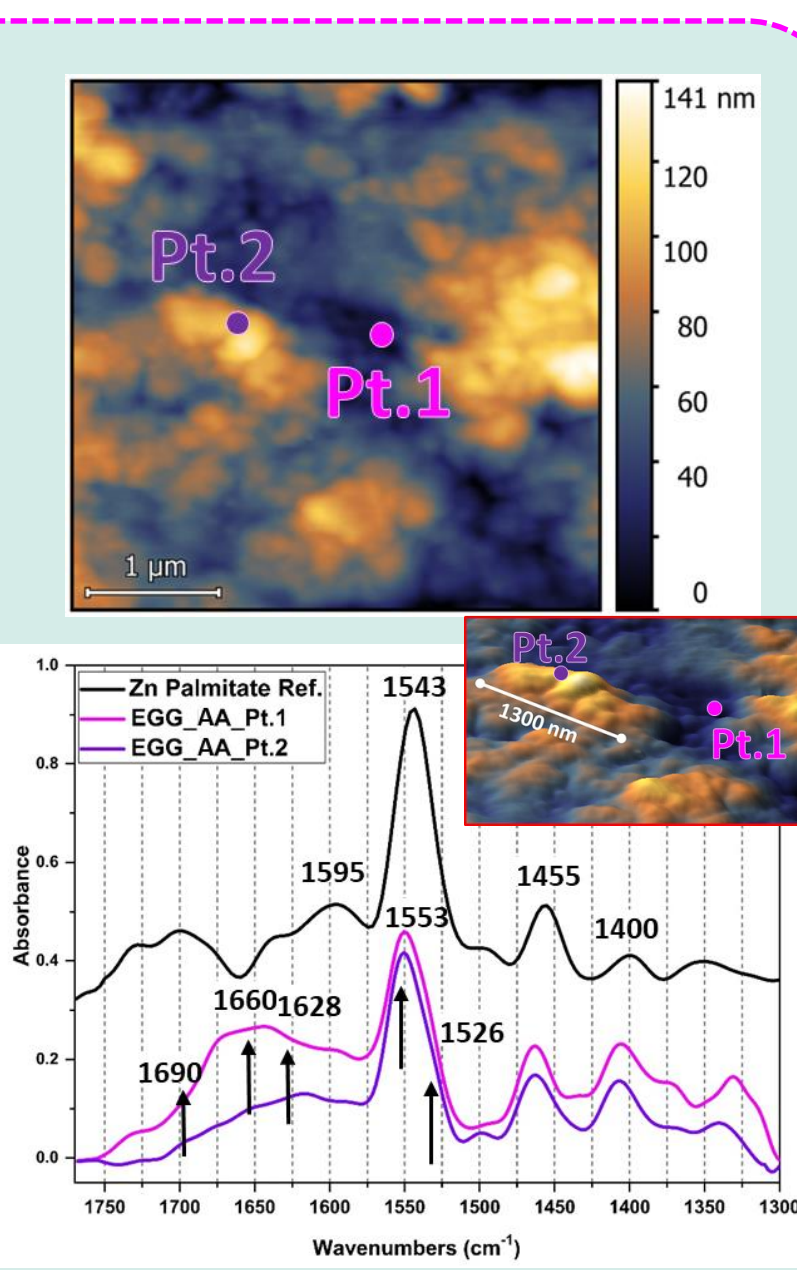 141 nm
120
100
80
60
40
0
Pt.2
Pt.1
1 μm
Pt.2
1300 nm
Pt.1
1.0
0.8
0.6
0.4
0.2
0.0
Absorbance
Zn Palmitate Ref.
EGG_AA_Pt.1
EGG_AA_Pt.2
1543
1595
1455
1553
1400
1660
1628
1526
1690
1750
1700
1650
1600
1550
1500
1450
1400
1350
1300
Wavenumbers (cm⁻¹)